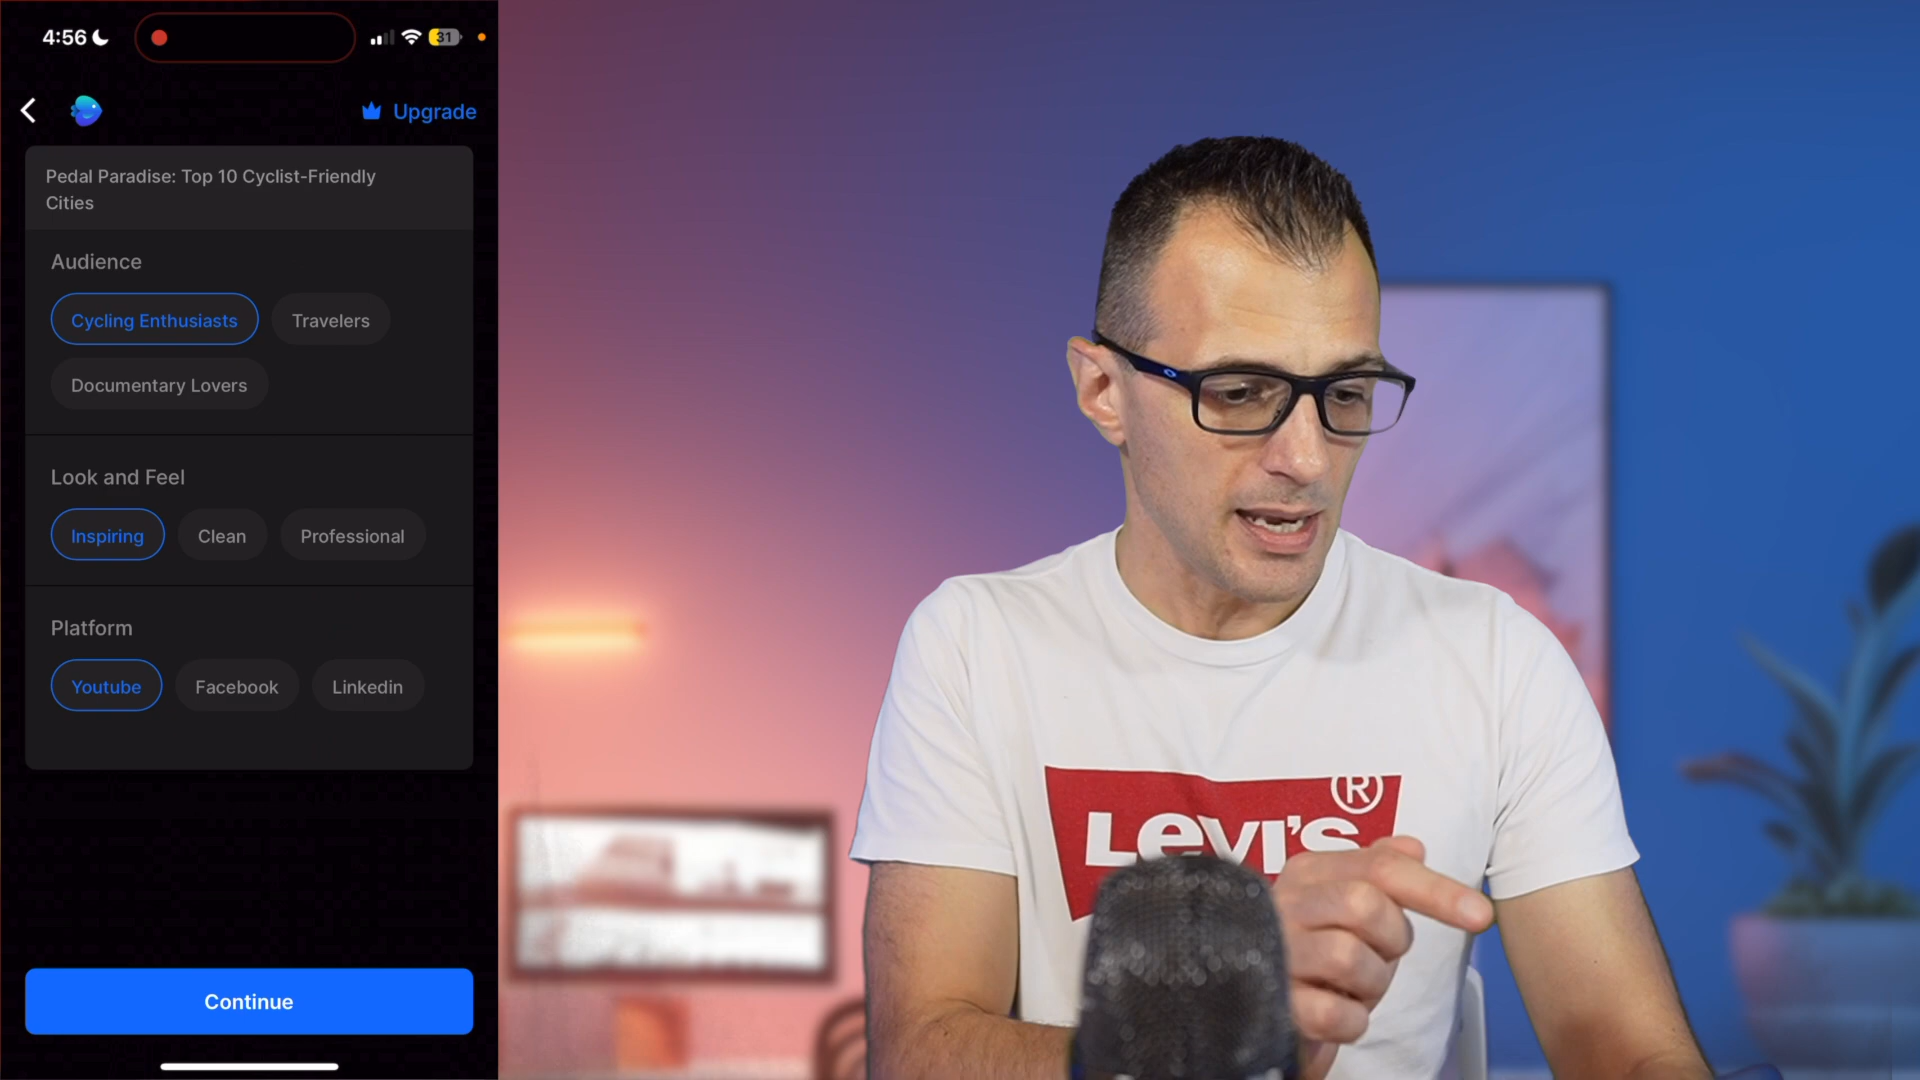 4:56
31
Upgrade
Pedal Paradise: Top 10 Cyclist-Friendly
Cities
Audience
Cycling Enthusiasts
Travelers
Documentary Lovers
Look and Feel
Inspiring
Clean
Professional
Platform
Youtube
Facebook
Linkedin
Continue
LEVI'S
®